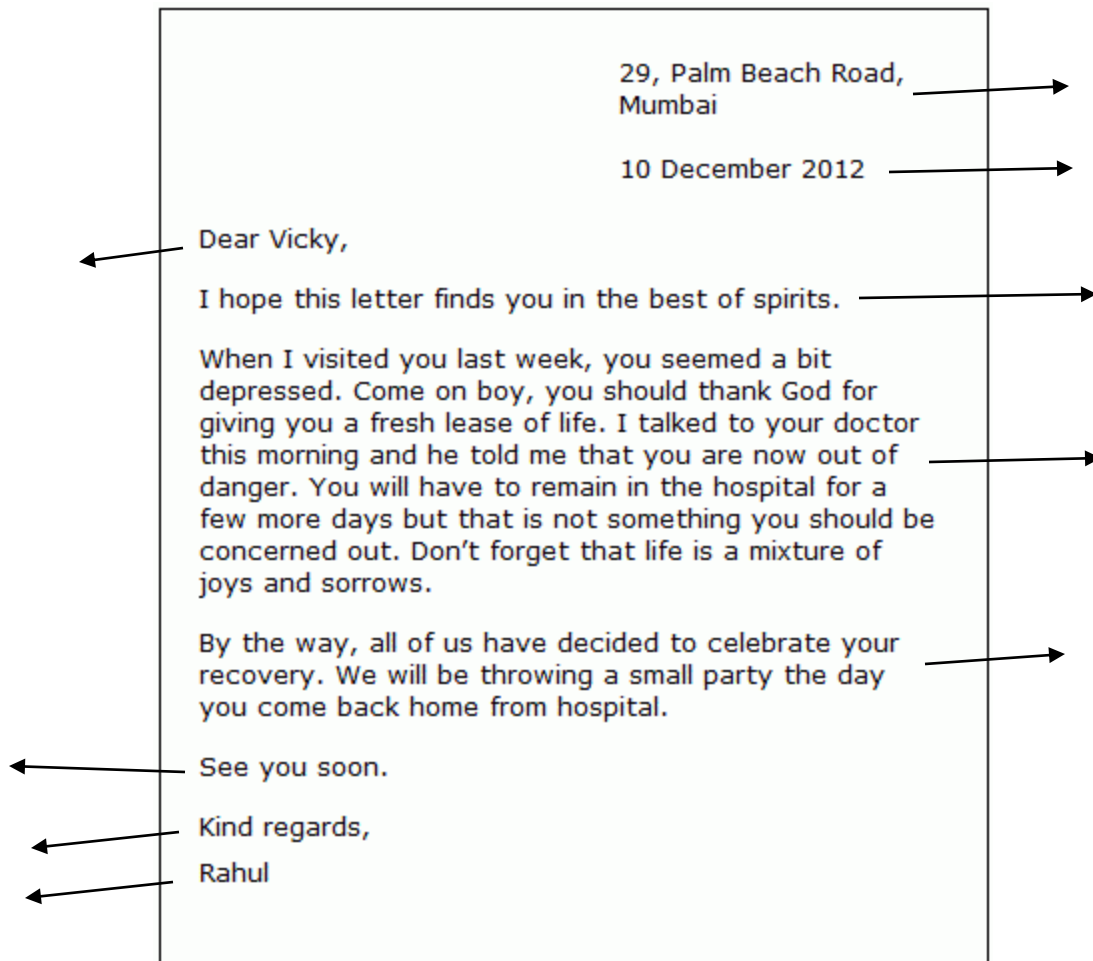 29, Palm Beach Road,
Mumbai
10 December 2012
Dear Vicky,
I hope this letter finds you in the best of spirits.
When I visited you last week, you seemed a bit
depressed. Come on boy, you should thank God for
giving you a fresh lease of life. I talked to your doctor
this morning and he told me that you are now out of
danger. You will have to remain in the hospital for a
few more days but that is not something you should be
concerned out. Don’t forget that life is a mixture of
joys and sorrows.
By the way, all of us have decided to celebrate your
recovery. We will be throwing a small party the day
you come back home from hospital.
See you soon.
Kind regards,
Rahul